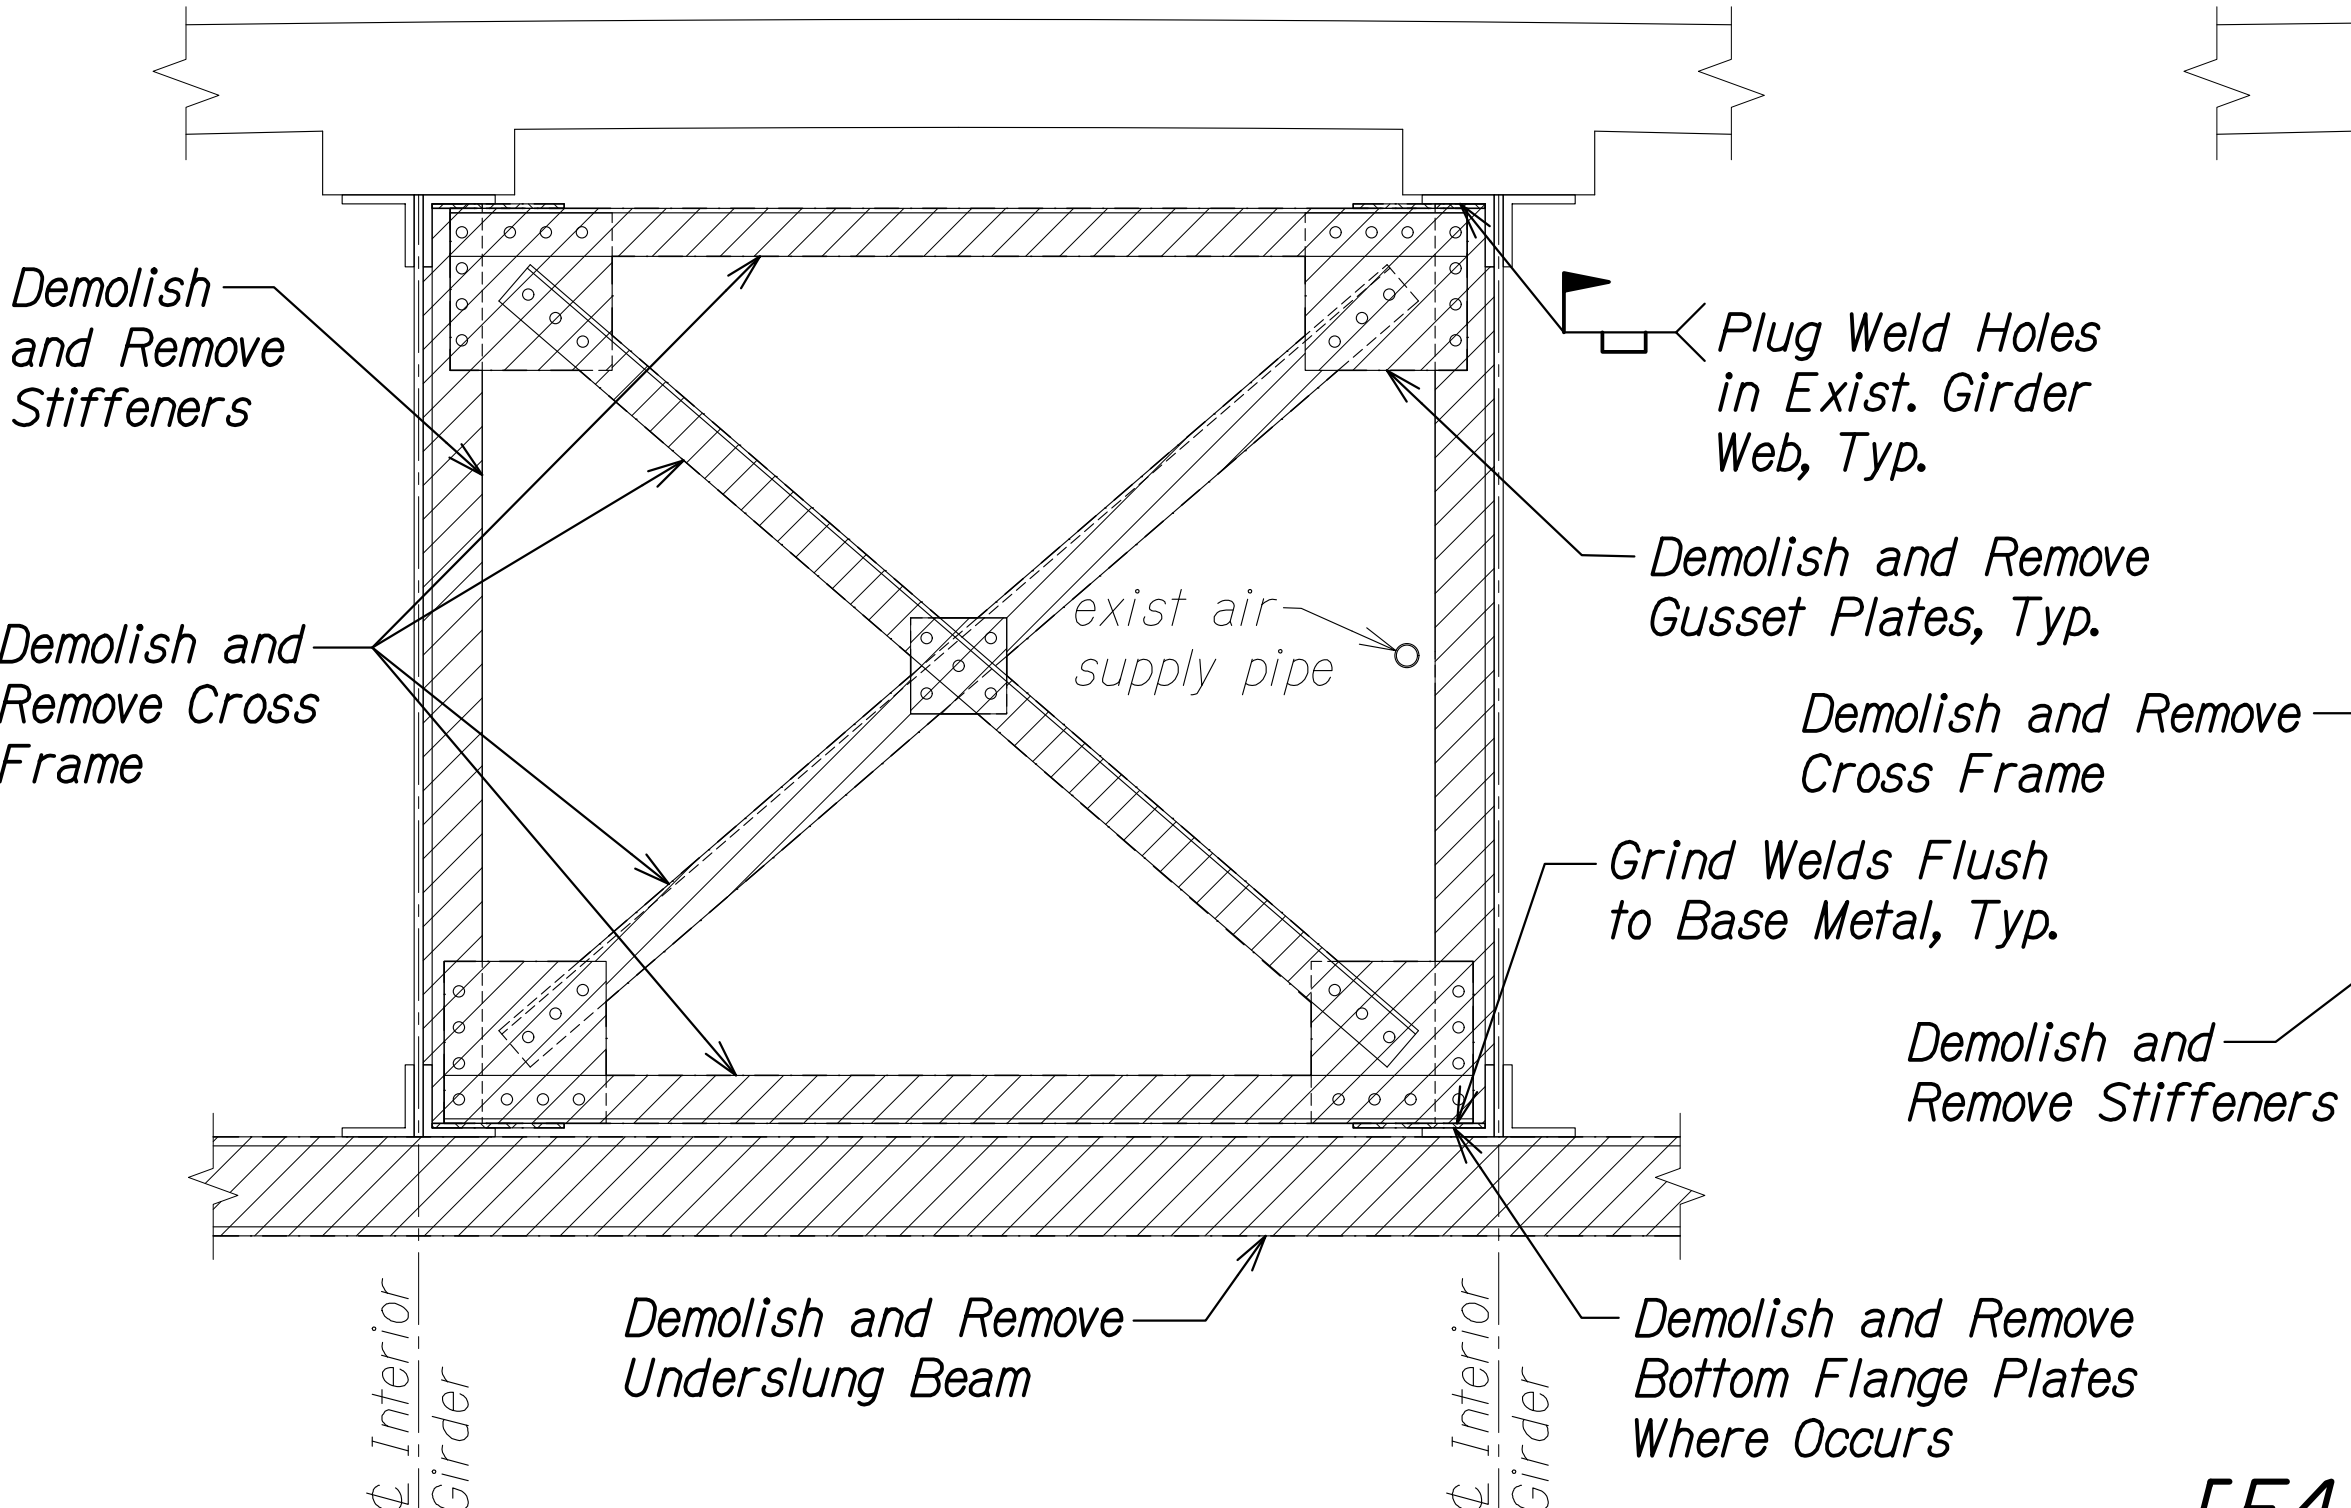 Demolish
and Remove
Stiffeners
Plug Weld Holes
in Exist. Girder
Web, Typ.
Demolish and Remove
Gusset Plates, Typ.
exist air
supply pipe
Demolish and
Remove Cross
Frame
Demolish and Remove
Cross Frame
Grind Welds Flush
to Base Metal, Typ.
Demolish and
Remove Stiffeners
Demolish and Remove
Underslung Beam
Demolish and Remove
Bottom Flange Plates
Where Occurs
℄ Interior
Girder
℄ Interior
Girder